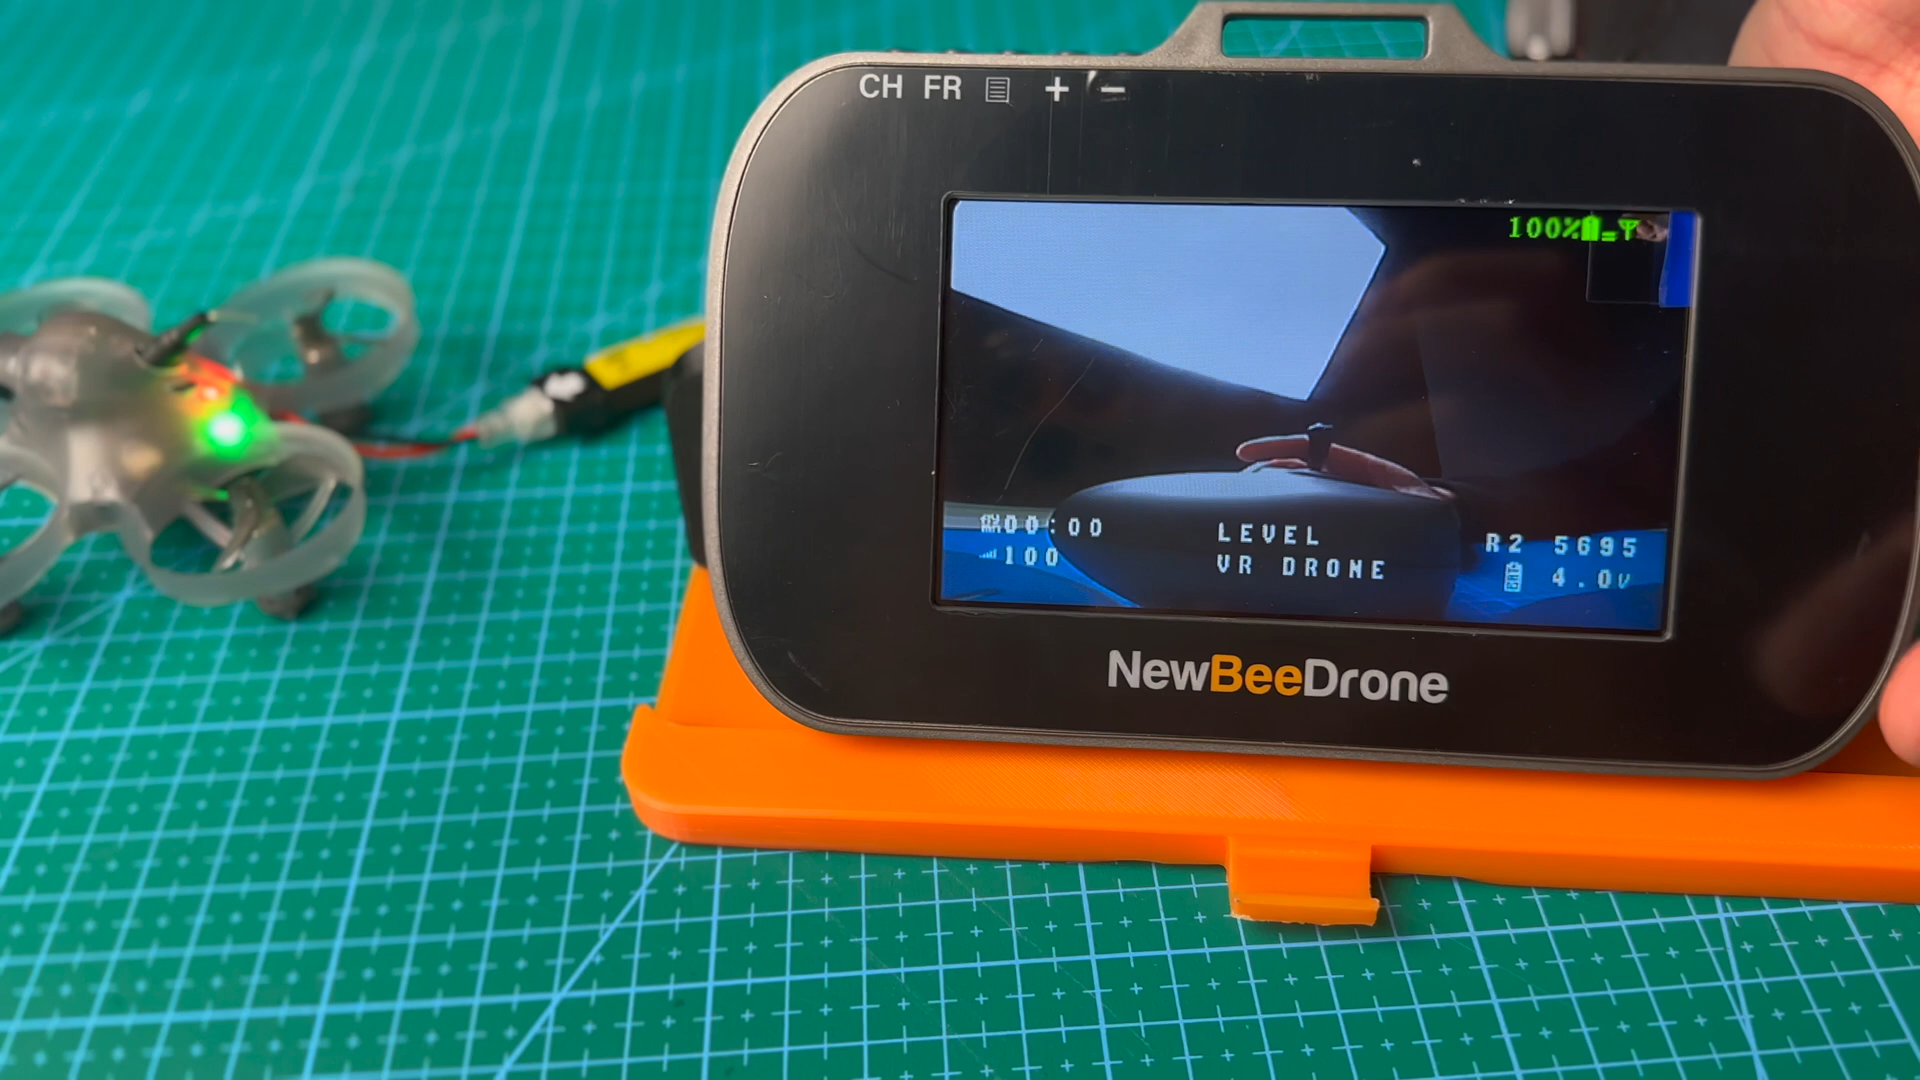 CH FR + −
100%
00:00 LEVEL R2 5695
100 VR DRONE 4.0V
NewBeeDrone